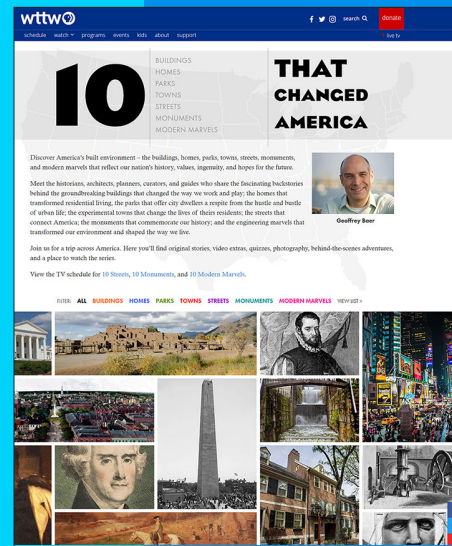 wttw
search
donate
schedule watch programs events kids about support
live tv
10
BUILDINGS
HOMES
PARKS
TOWNS
STREETS
MONUMENTS
MODERN MARVELS
THAT
CHANGED
AMERICA
Discover America's built environment – the buildings, homes, parks, towns, streets, monuments,
and modern marvels that reflect our nation's history, values, ingenuity, and hopes for the future.
Meet the historians, architects, planners, curators, and guides who share the fascinating backstories
behind the groundbreaking buildings that changed the way we work and play; the homes that
transformed residential living, the parks that offer city dwellers a respite from the hustle and bustle
of urban life; the experimental towns that change the lives of their residents; the streets that
connect America; the monuments that commemorate our history; and the engineering marvels that
transformed our environment and shaped the way we live.
Geoffrey Baer
Join us for a trip across America. Here you'll find original stories, video extras, quizzes, photography, behind-the-scenes adventures,
and a place to watch the series.
View the TV schedule for 10 Streets, 10 Monuments, and 10 Modern Marvels.
FILTER: ALL BUILDINGS HOMES PARKS TOWNS STREETS MONUMENTS MODERN MARVELS VIEW LIST »